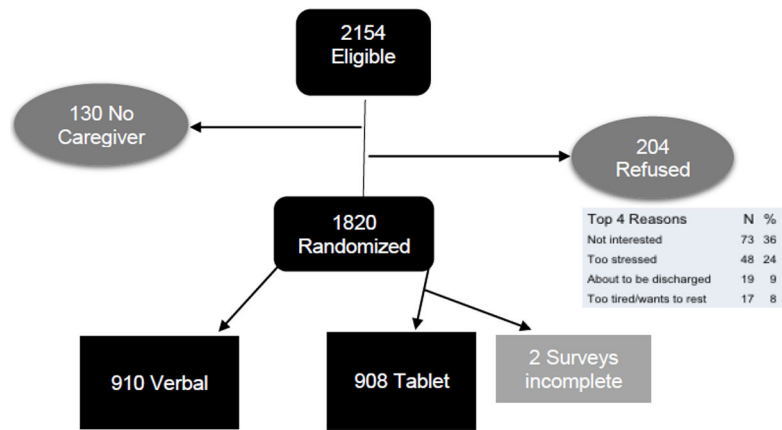 2154
Eligible
130 No
Caregiver
204
Refused
1820
Randomized
Top 4 Reasons N %
Not interested 73 36
Too stressed 48 24
About to be discharged 19 9
Too tired/wants to rest 17 8
910 Verbal
908 Tablet
2 Surveys
incomplete